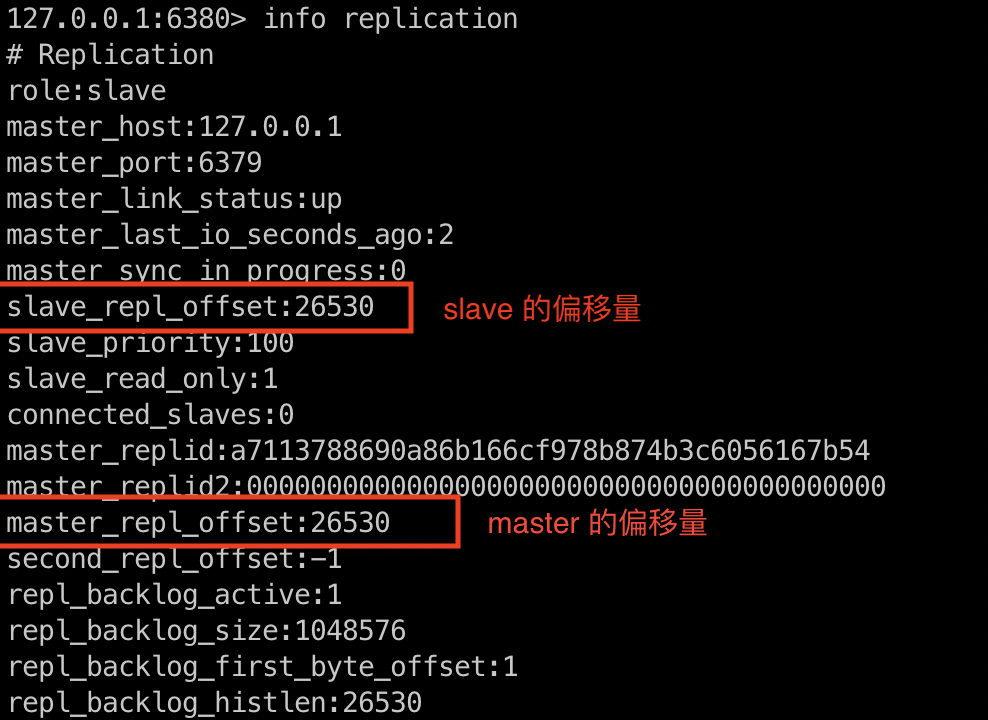 127.0.0.1:6380> info replication
# Replication
role:slave
master_host:127.0.0.1
master_port:6379
master_link_status:up
master_last_io_seconds_ago:2
master_sync_in_progress:0
slave_repl_offset:26530 slave 的偏移量
slave_priority:100
slave_read_only:1
connected_slaves:0
master_replid:a7113788690a86b166cf978b874b3c6056167b54
master_replid2:0000000000000000000000000000000000000000
master_repl_offset:26530 master 的偏移量
second_repl_offset:-1
repl_backlog_active:1
repl_backlog_size:1048576
repl_backlog_first_byte_offset:1
repl_backlog_histlen:26530